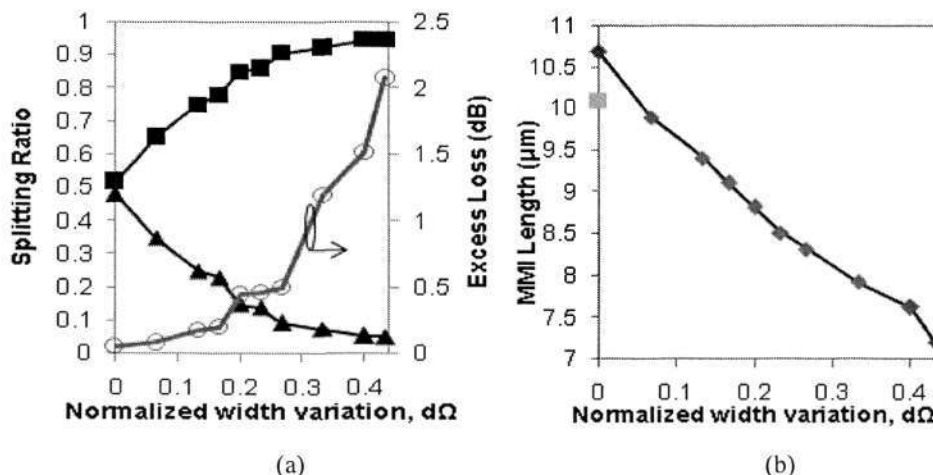 1
0.9
0.8
0.7
0.6
0.5
0.4
0.3
0.2
0.1
0
Splitting Ratio
2.5
2
1.5
1
0.5
0
Excess Loss (dB)
0 0.1 0.2 0.3 0.4
Normalized width variation, dΩ
(a)
11
10.5
10
9.5
9
8.5
8
7.5
7
MMI Length (µm)
0 0.1 0.2 0.3 0.4
Normalized width variation, dΩ
(b)